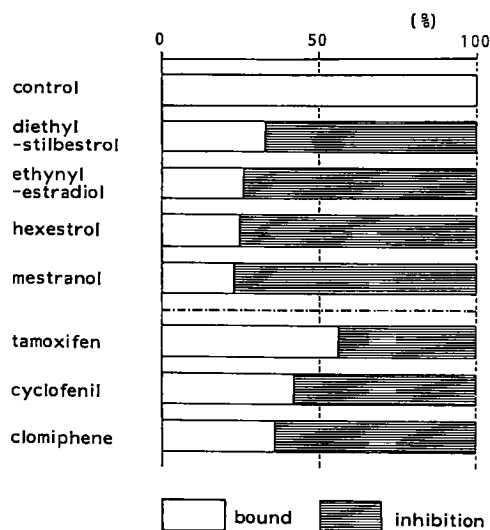 (%)
0 50 100
control
diethyl
-stilbestrol
ethynyl
-estradiol
hexestrol
mestranol
tamoxifen
cyclofenil
clomiphene
bound inhibition